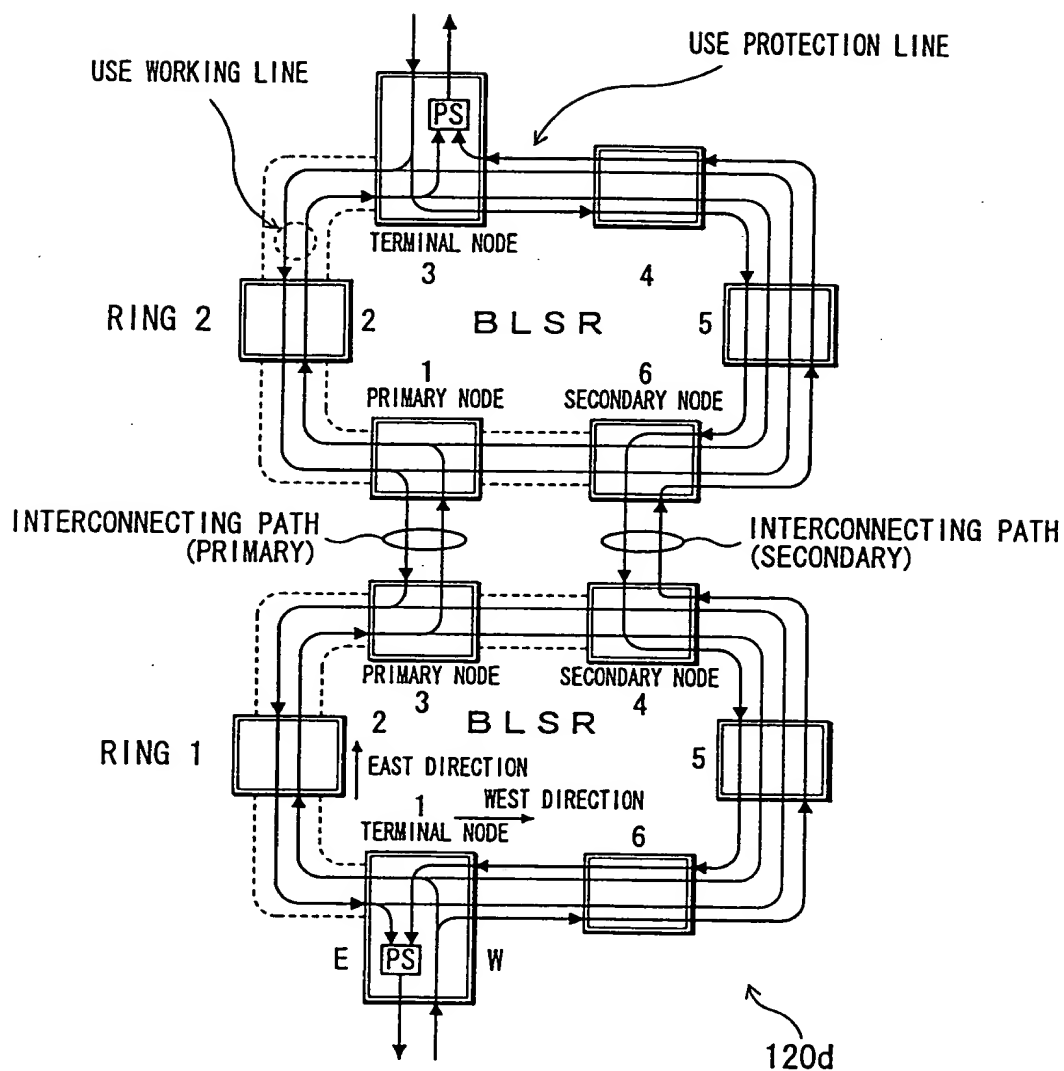 USE PROTECTION LINE
USE WORKING LINE
PS
TERMINAL NODE
3
4
RING 2
2
BLSR
5
1
PRIMARY NODE
6
SECONDARY NODE
INTERCONNECTING PATH
(PRIMARY)
INTERCONNECTING PATH
(SECONDARY)
PRIMARY NODE
3
SECONDARY NODE
4
RING 1
2
BLSR
5
EAST DIRECTION
WEST DIRECTION
1
TERMINAL NODE
6
E
PS
W
120d